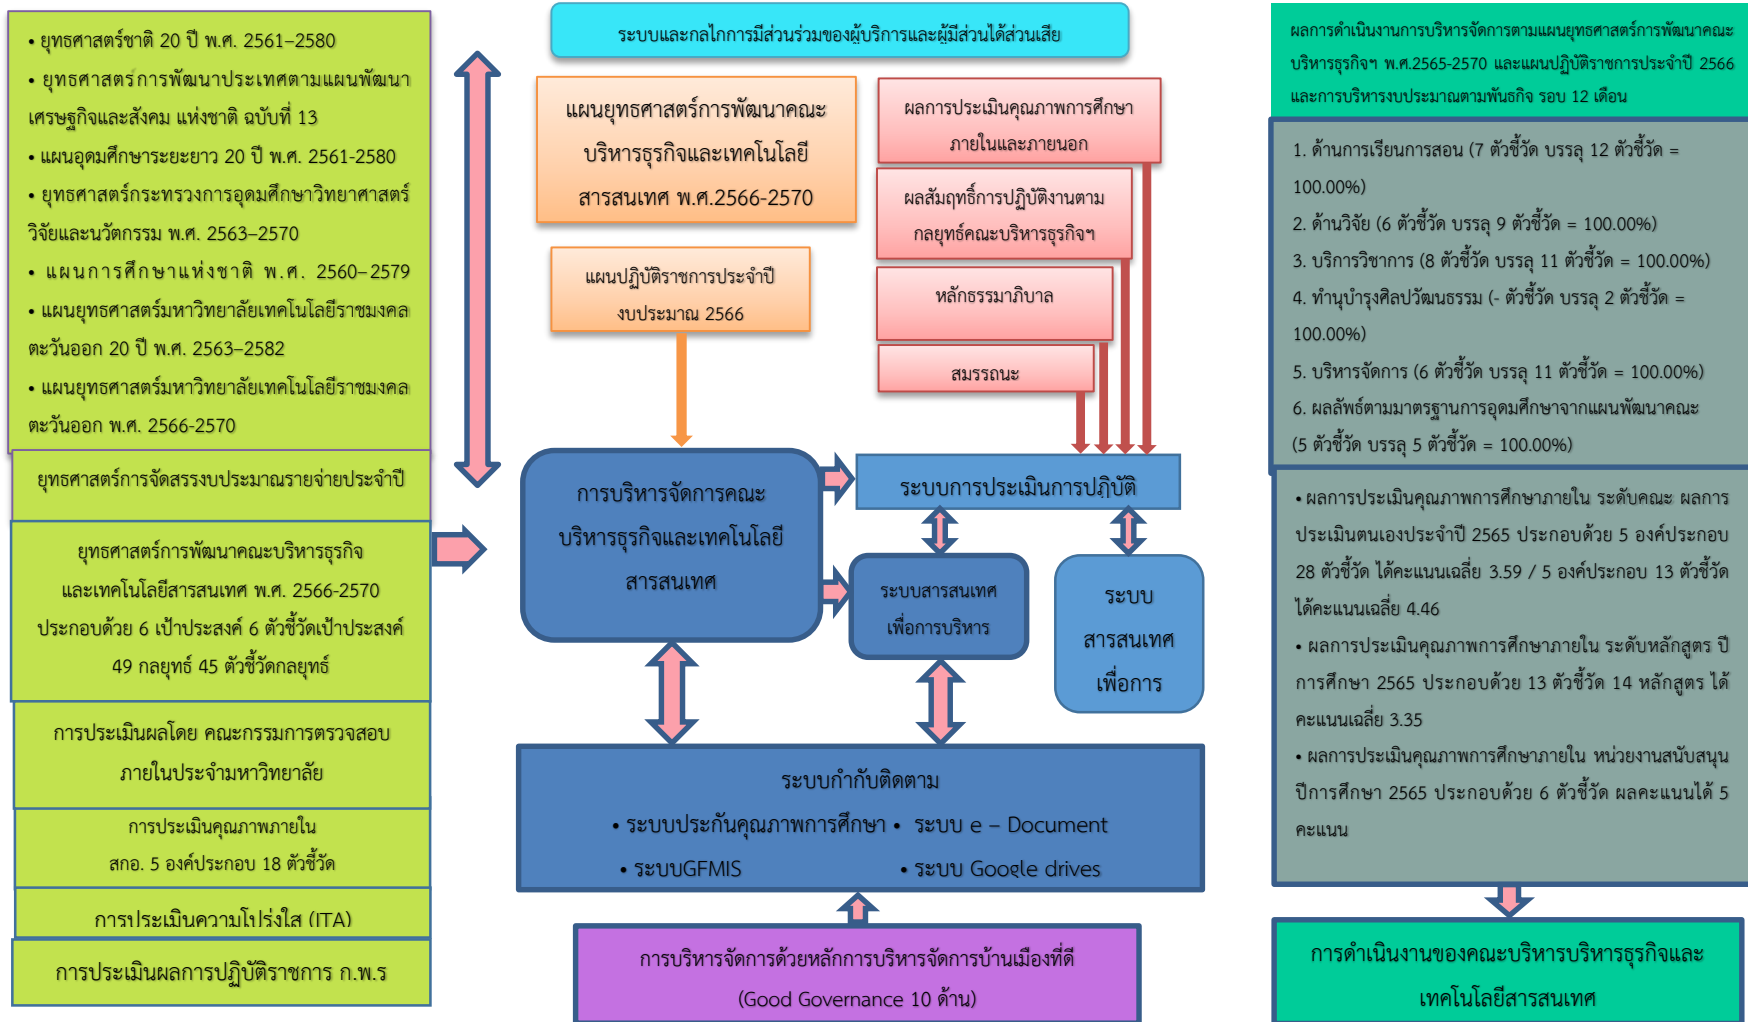 • ยุทธศาสตร์ชาติ 20 ปี พ.ศ. 2561–2580
• ยุทธศาสตร์การพัฒนาประเทศตามแผนพัฒนา
เศรษฐกิจและสังคม แห่งชาติ ฉบับที่ 13
• แผนอุดมศึกษาระยะยาว 20 ปี พ.ศ. 2561-2580
• ยุทธศาสตร์กระทรวงการอุดมศึกษาวิทยาศาสตร์
วิจัยและนวัตกรรม พ.ศ. 2563–2570
• แผนการศึกษาแห่งชาติ พ.ศ. 2560–2579
• แผนยุทธศาสตร์มหาวิทยาลัยเทคโนโลยีราชมงคล
ตะวันออก 20 ปี พ.ศ. 2563–2582
• แผนยุทธศาสตร์มหาวิทยาลัยเทคโนโลยีราชมงคล
ตะวันออก พ.ศ. 2566-2570
ยุทธศาสตร์การจัดสรรงบประมาณรายจ่ายประจำปี
ยุทธศาสตร์การพัฒนาคณะบริหารธุรกิจ
และเทคโนโลยีสารสนเทศ พ.ศ. 2566-2570
ประกอบด้วย 6 เป้าประสงค์ 6 ตัวชี้วัดเป้าประสงค์
49 กลยุทธ์ 45 ตัวชี้วัดกลยุทธ์
การประเมินผลโดย คณะกรรมการตรวจสอบ
ภายในประจำมหาวิทยาลัย
การประเมินคุณภาพภายใน
สกอ. 5 องค์ประกอบ 18 ตัวชี้วัด
การประเมินความโปร่งใส (ITA)
การประเมินผลการปฏิบัติราชการ ก.พ.ร
ระบบและกลไกการมีส่วนร่วมของผู้บริการและผู้มีส่วนได้ส่วนเสีย
แผนยุทธศาสตร์การพัฒนาคณะ
บริหารธุรกิจและเทคโนโลยี
สารสนเทศ พ.ศ.2566-2570
แผนปฏิบัติราชการประจำปี
งบประมาณ 2566
ผลการประเมินคุณภาพการศึกษา
ภายในและภายนอก
ผลสัมฤทธิ์การปฏิบัติงานตาม
กลยุทธ์คณะบริหารธุรกิจฯ
หลักธรรมาภิบาล
สมรรถนะ
การบริหารจัดการคณะ
บริหารธุรกิจและเทคโนโลยี
สารสนเทศ
ระบบการประเมินการปฏิบัติ
ระบบสารสนเทศ
เพื่อการบริหาร
ระบบ
สารสนเทศ
เพื่อการ
ระบบกำกับติดตาม
• ระบบประกันคุณภาพการศึกษา • ระบบ e – Document
• ระบบGFMIS • ระบบ Google drives
การบริหารจัดการด้วยหลักการบริหารจัดการบ้านเมืองที่ดี
(Good Governance 10 ด้าน)
ผลการดำเนินงานการบริหารจัดการตามแผนยุทธศาสตร์การพัฒนาคณะ
บริหารธุรกิจฯ พ.ศ.2565-2570 และแผนปฏิบัติราชการประจำปี 2566
และการบริหารงบประมาณตามพันธกิจ รอบ 12 เดือน
1. ด้านการเรียนการสอน (7 ตัวชี้วัด บรรลุ 12 ตัวชี้วัด =
100.00%)
2. ด้านวิจัย (6 ตัวชี้วัด บรรลุ 9 ตัวชี้วัด = 100.00%)
3. บริการวิชาการ (8 ตัวชี้วัด บรรลุ 11 ตัวชี้วัด = 100.00%)
4. ทำนุบำรุงศิลปวัฒนธรรม (- ตัวชี้วัด บรรลุ 2 ตัวชี้วัด =
100.00%)
5. บริหารจัดการ (6 ตัวชี้วัด บรรลุ 11 ตัวชี้วัด = 100.00%)
6. ผลลัพธ์ตามมาตรฐานการอุดมศึกษาจากแผนพัฒนาคณะ
(5 ตัวชี้วัด บรรลุ 5 ตัวชี้วัด = 100.00%)
• ผลการประเมินคุณภาพการศึกษาภายใน ระดับคณะ ผลการ
ประเมินตนเองประจำปี 2565 ประกอบด้วย 5 องค์ประกอบ
28 ตัวชี้วัด ได้คะแนนเฉลี่ย 3.59 / 5 องค์ประกอบ 13 ตัวชี้วัด
ได้คะแนนเฉลี่ย 4.46
• ผลการประเมินคุณภาพการศึกษาภายใน ระดับหลักสูตร ปี
การศึกษา 2565 ประกอบด้วย 13 ตัวชี้วัด 14 หลักสูตร ได้
คะแนนเฉลี่ย 3.35
• ผลการประเมินคุณภาพการศึกษาภายใน หน่วยงานสนับสนุน
ปีการศึกษา 2565 ประกอบด้วย 6 ตัวชี้วัด ผลคะแนนได้ 5
คะแนน
การดำเนินงานของคณะบริหารบริหารธุรกิจและ
เทคโนโลยีสารสนเทศ